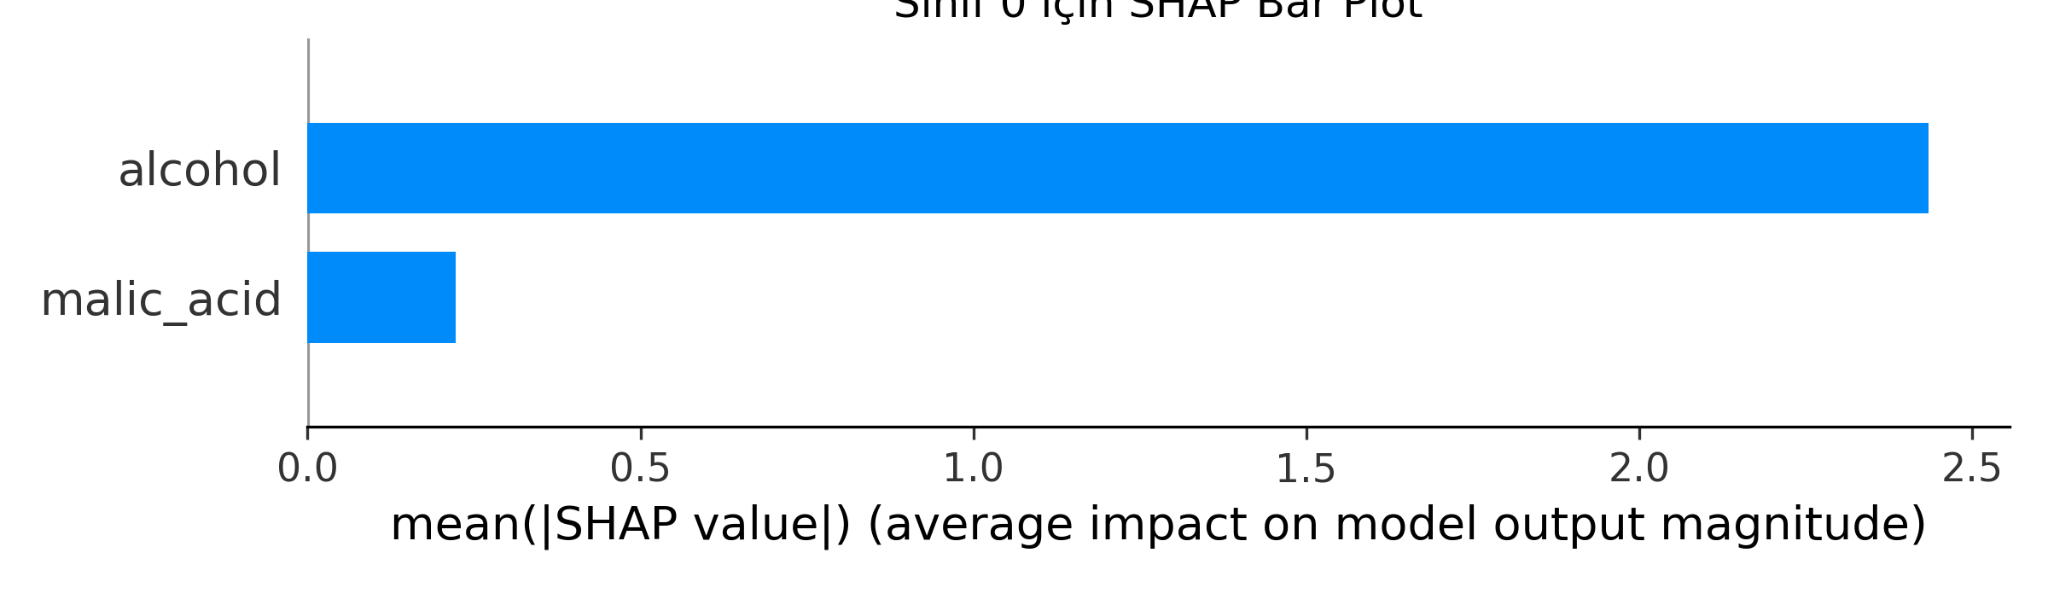 Sınıf 0 için SHAP Bar Plot
alcohol
malic_acid
0.0 0.5 1.0 1.5 2.0 2.5
mean(|SHAP value|) (average impact on model output magnitude)